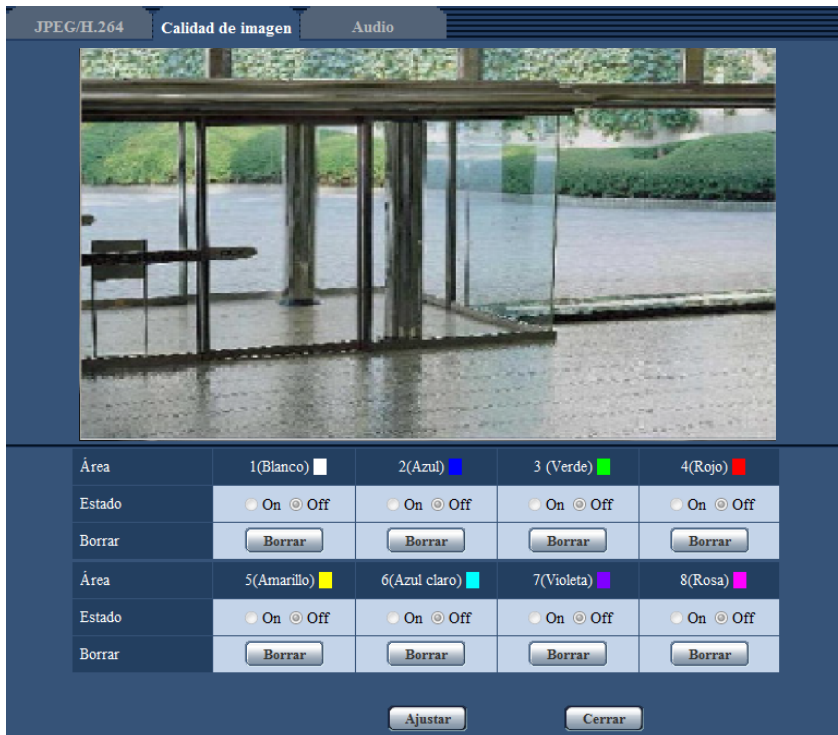 JPEG/H.264 Calidad de imagen Audio
Área 1(Blanco) 2(Azul) 3 (Verde) 4(Rojo)
Estado On Off On Off On Off On Off
Borrar Borrar Borrar Borrar Borrar
Área 5(Amarillo) 6(Azul claro) 7(Violeta) 8(Rosa)
Estado On Off On Off On Off On Off
Borrar Borrar Borrar Borrar Borrar
Ajustar Cerrar